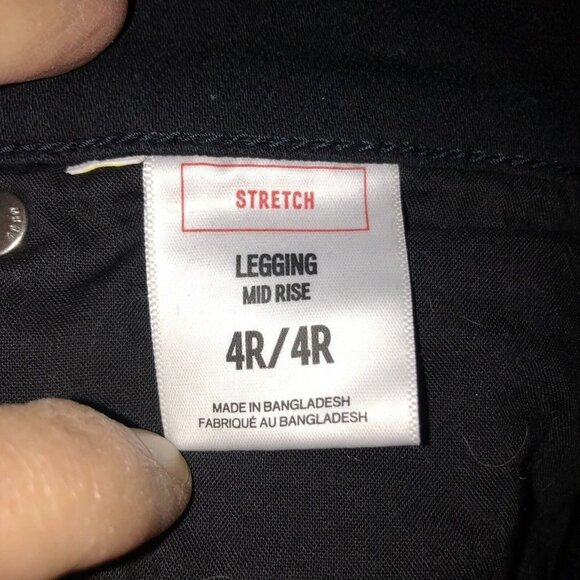 STRETCH
LEGGING
MID RISE
4R/4R
MADE IN BANGLADESH
FABRIQUÉ AU BANGLADESH